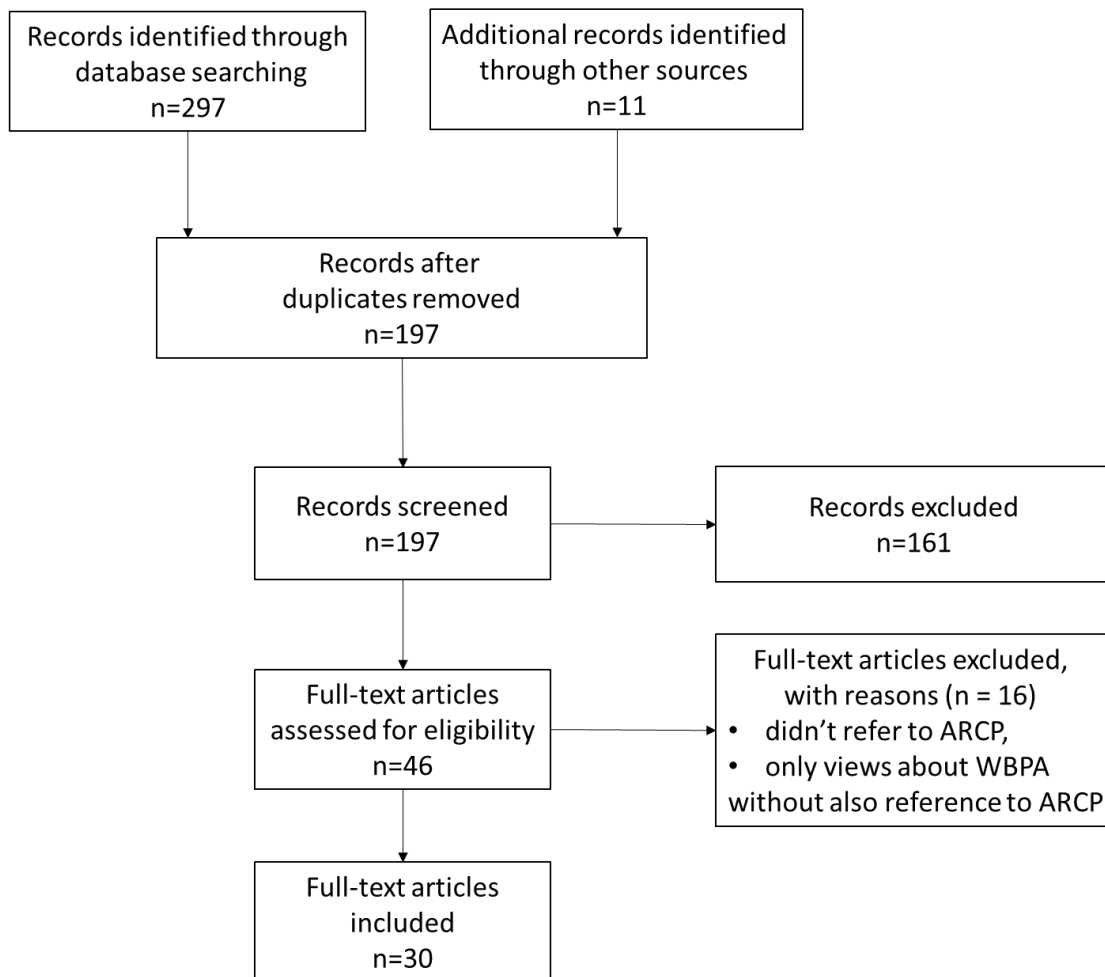 Records identified through
database searching
n=297
Additional records identified
through other sources
n=11
Records after
duplicates removed
n=197
Records screened
n=197
Records excluded
n=161
Full-text articles
assessed for eligibility
n=46
Full-text articles excluded,
with reasons (n = 16)
• didn’t refer to ARCP,
• only views about WBPA
without also reference to ARCP
Full-text articles
included
n=30